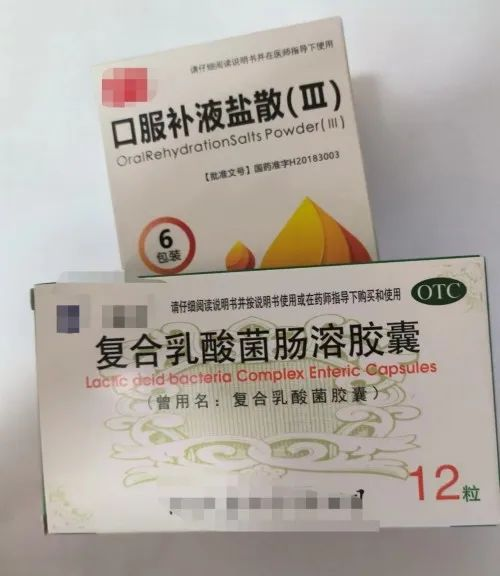 请仔细阅读说明书并在医师指导下使用
口服补液盐散(Ⅲ)
OralRehydrationSalts Powder(Ⅲ)
【批准文号】国药准字H20183003
6
包装
请仔细阅读说明书并按说明书使用或在药师指导下购买和使用
OTC
复合乳酸菌肠溶胶囊
Lactic acid bacteria Complex Enteric Capsules
(曾用名：复合乳酸菌胶囊)
12粒